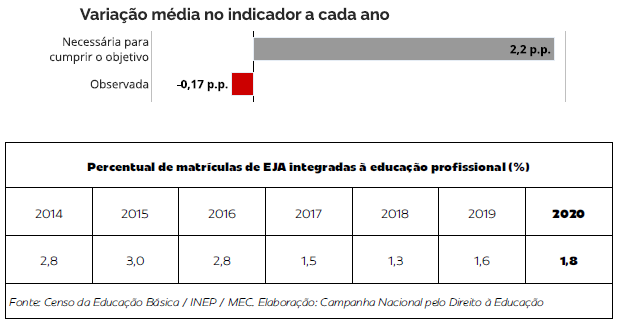 Variação média no indicador a cada ano
Necessária para
cumprir o objetivo
2,2 p.p.
Observada
-0,17 p.p.
Percentual de matrículas de EJA integradas à educação profissional (%)
2014 2015 2016 2017 2018 2019 2020
2,8 3,0 2,8 1,5 1,3 1,6 1,8
Fonte: Censo da Educação Básica / INEP / MEC. Elaboração: Campanha Nacional pelo Direito à Educação